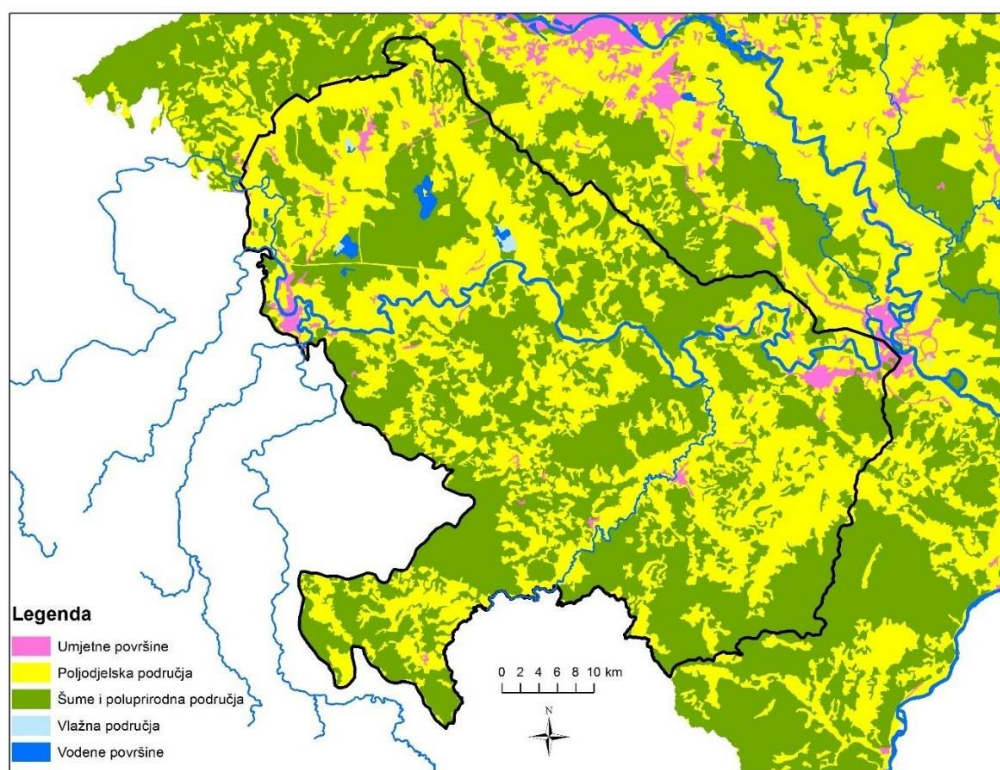 Legenda
Umjetne površine
Poljodjelska područja
Šume i poluprirodna područja
Vlažna područja
Vodene površine
0 2 4 6 8 10 km
N